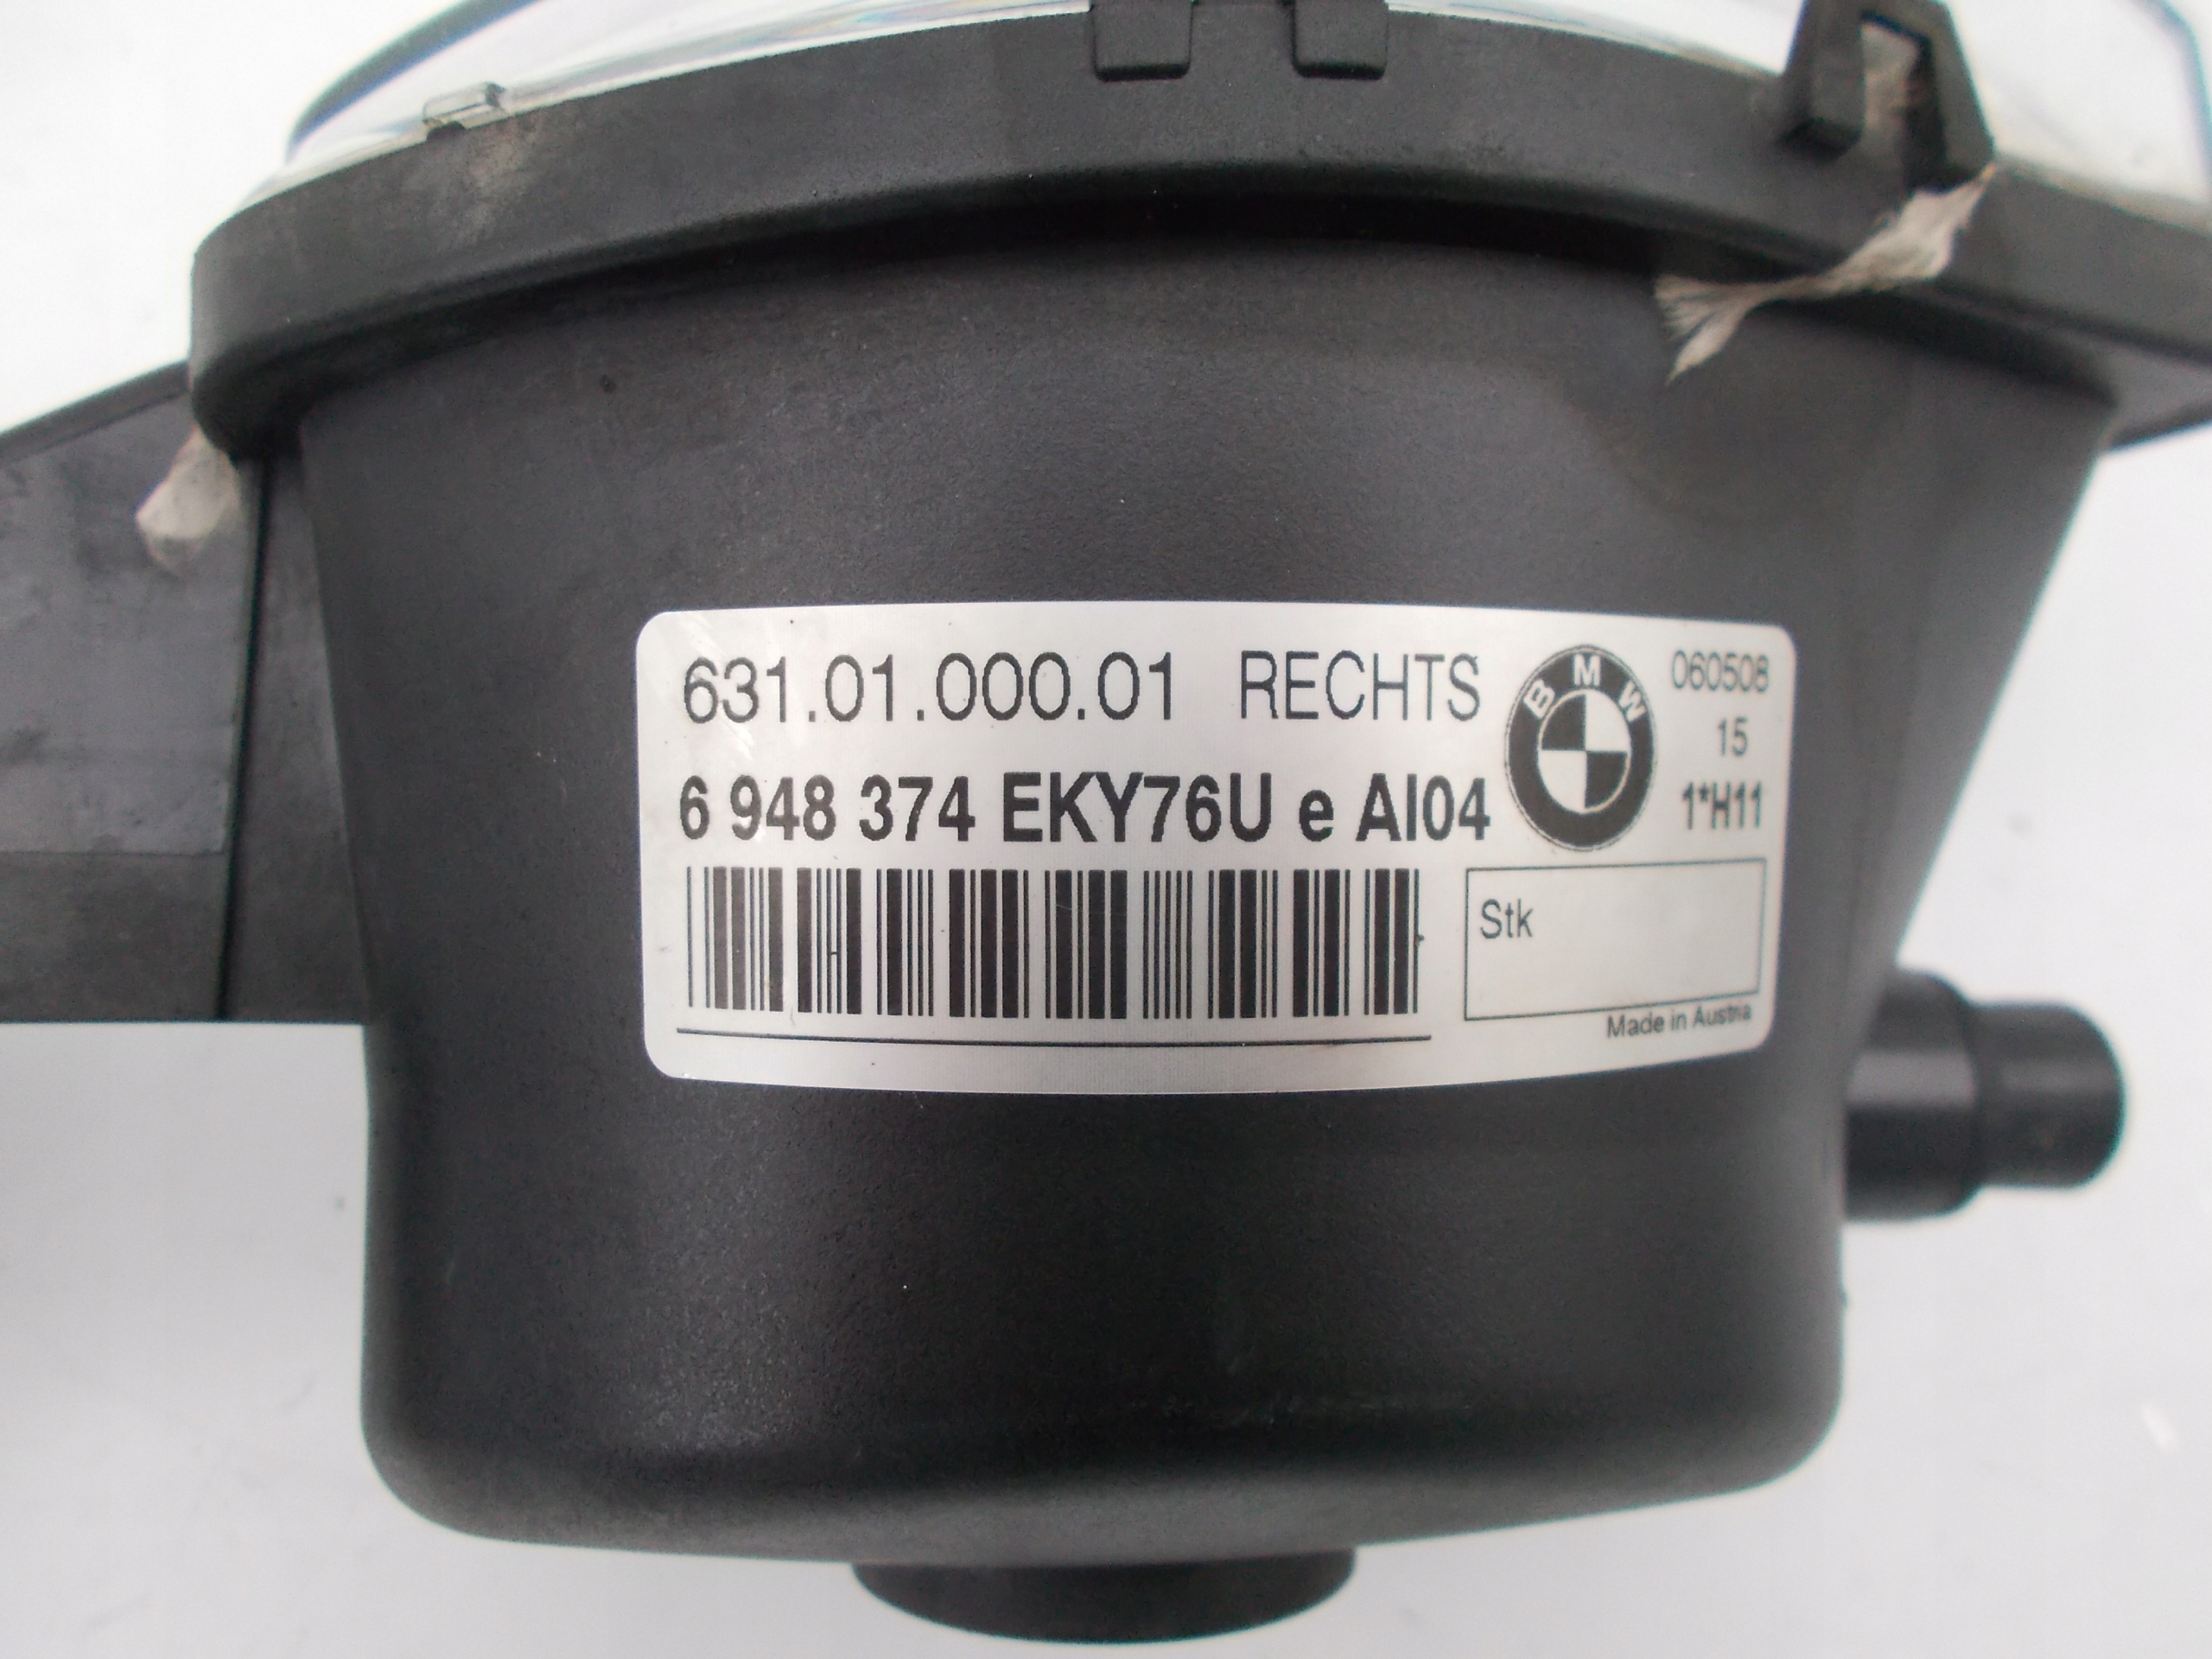 631.01.000.01 RECHTS
6 948 374 EKY76U e AI04
BMW
060508
15
1*H11
Stk
Made in Austria